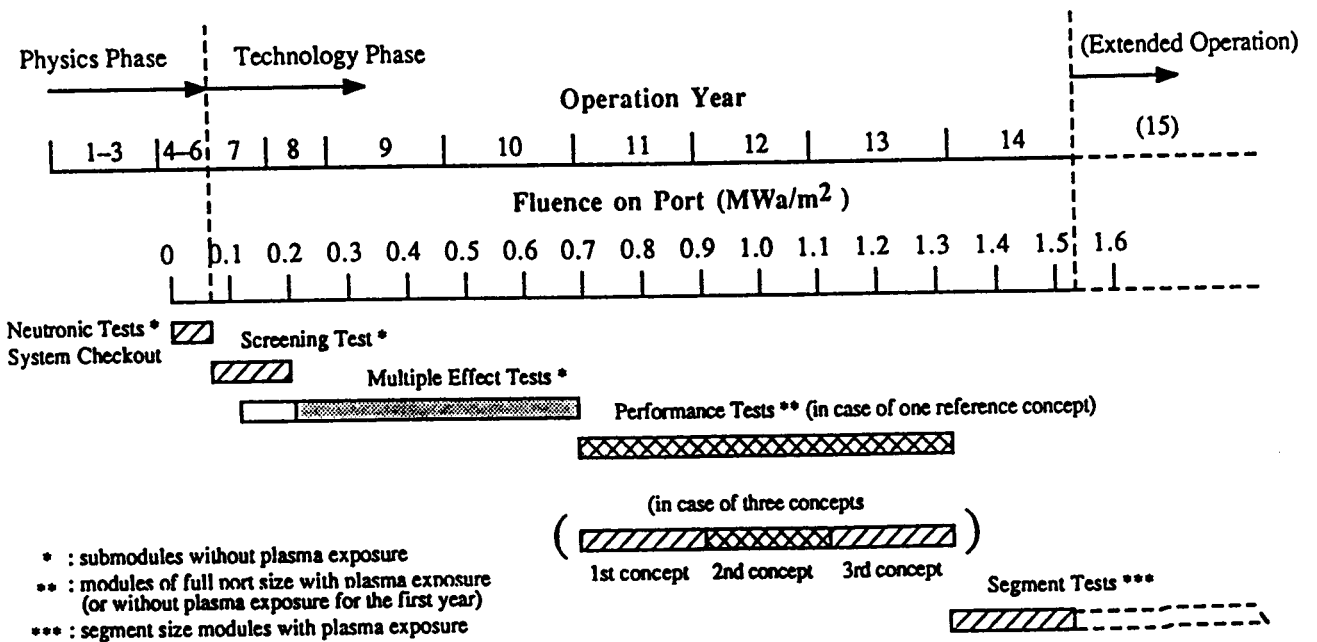 Physics Phase
Technology Phase
(Extended Operation)
Operation Year
1–3 4–6 7 8 9 10 11 12 13 14 (15)
Fluence on Port (MWa/m2 )
0 0.1 0.2 0.3 0.4 0.5 0.6 0.7 0.8 0.9 1.0 1.1 1.2 1.3 1.4 1.5 1.6
Neutronic Tests *
System Checkout
Screening Test *
Multiple Effect Tests *
Performance Tests ** (in case of one reference concept)
(in case of three concepts
( )
1st concept 2nd concept 3rd concept
* : submodules without plasma exposure
** : modules of full port size with plasma exposure
(or without plasma exposure for the first year)
*** : segment size modules with plasma exposure
Segment Tests ***